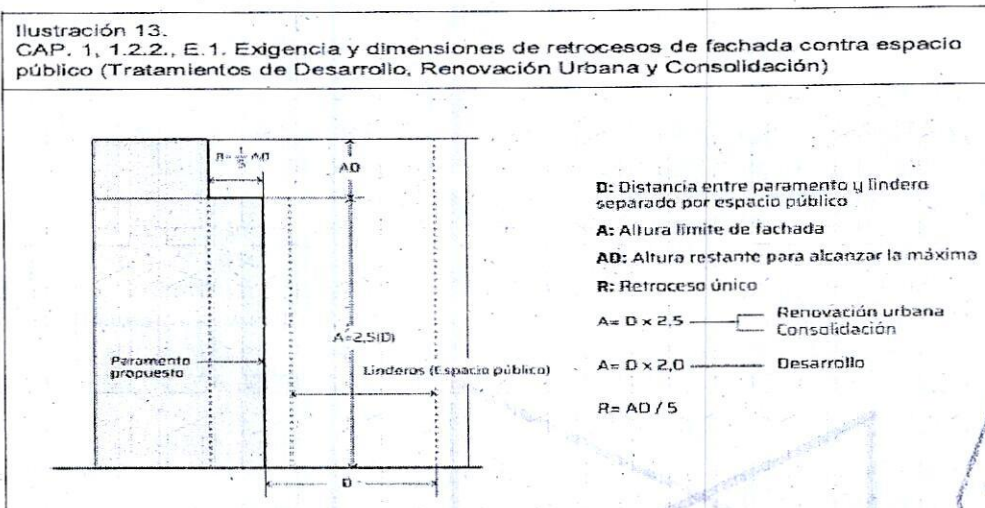 Ilustración 13.
CAP. 1, 1.2.2., E.1. Exigencia y dimensiones de retrocesos de fachada contra espacio
público (Tratamientos de Desarrollo, Renovación Urbana y Consolidación)
R= 1/5 AD
AD
D: Distancia entre paramento y lindero
separado por espacio público
A: Altura límite de fachada
AD: Altura restante para alcanzar la máxima
R: Retroceso único
A= D x 2,5
Renovación urbana
Consolidación
A=2,5(D)
Paramento
propuesto
Linderos (Espacio público)
A= D x 2,0
Desarrollo
R= AD / 5
D